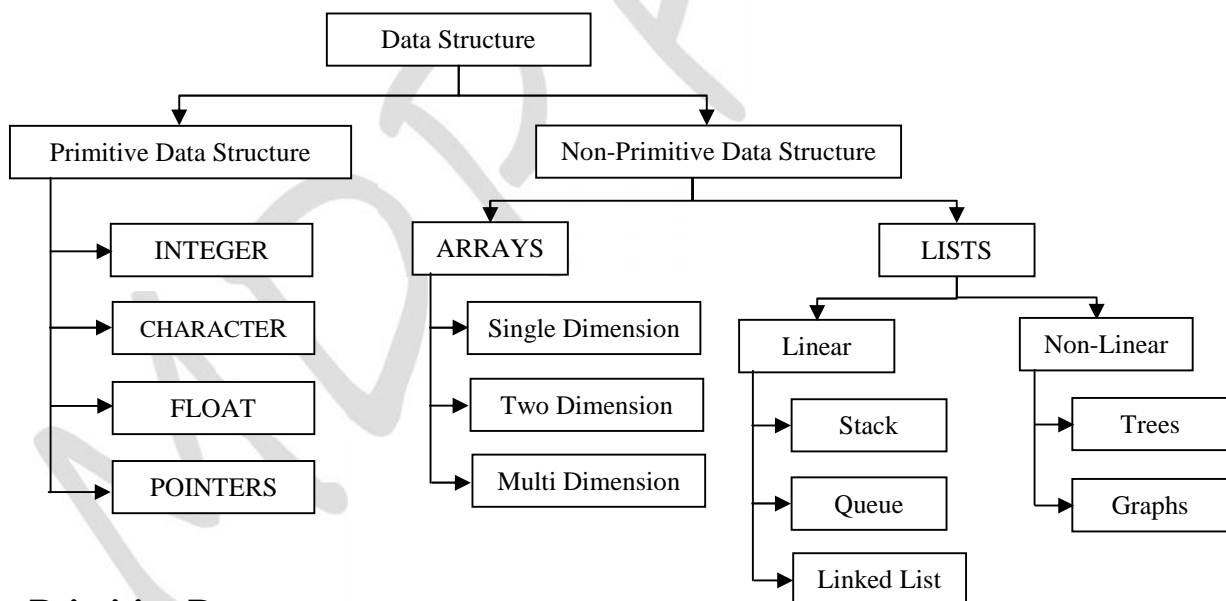 Data Structure
Primitive Data Structure
Non-Primitive Data Structure
INTEGER
CHARACTER
FLOAT
POINTERS
ARRAYS
Single Dimension
Two Dimension
Multi Dimension
LISTS
Linear
Stack
Queue
Linked List
Non-Linear
Trees
Graphs